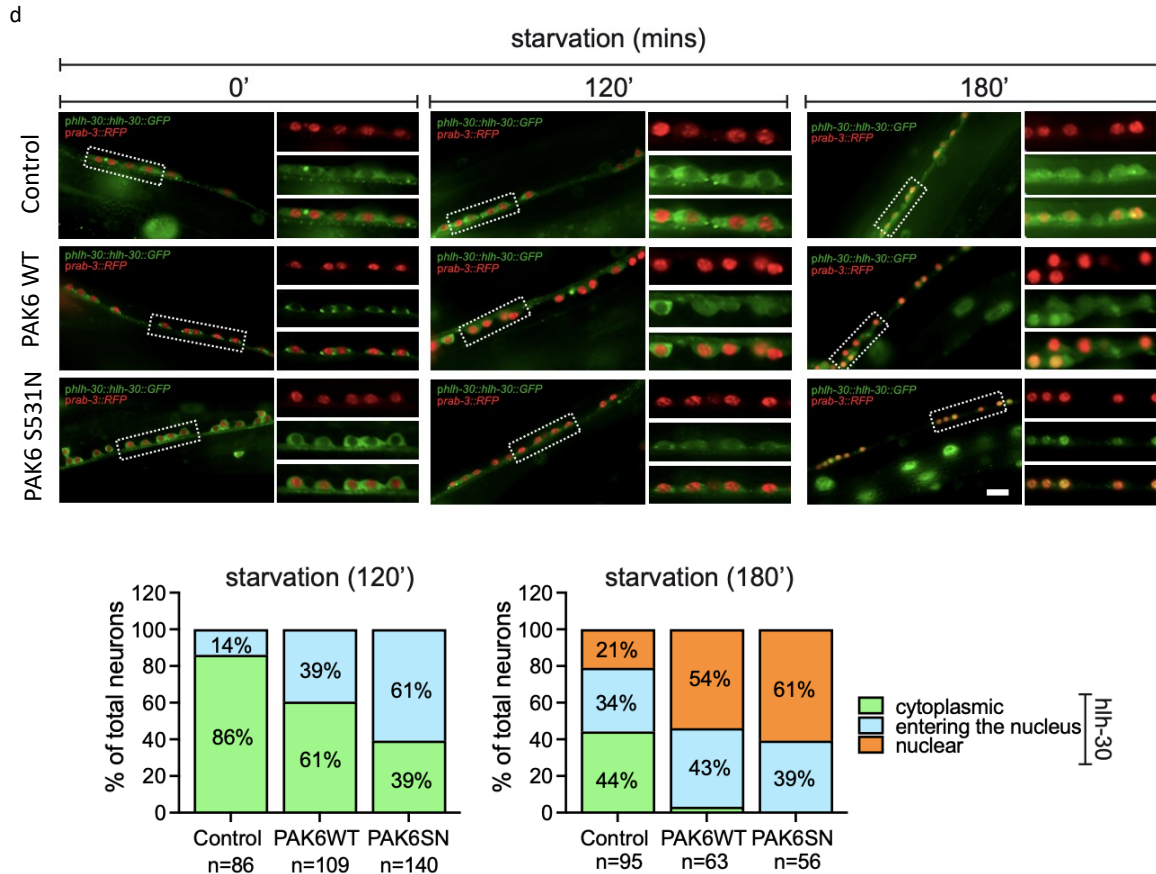 d
starvation (mins)
0’
120’
180’
Control
phlh-30::hlh-30::GFP
prab-3::RFP
phlh-30::hlh-30::GFP
prab-3::RFP
phlh-30::hlh-30::GFP
prab-3::RFP
PAK6 WT
phlh-30::hlh-30::GFP
prab-3::RFP
phlh-30::hlh-30::GFP
prab-3::RFP
phlh-30::hlh-30::GFP
prab-3::RFP
PAK6 S531N
phlh-30::hlh-30::GFP
prab-3::RFP
phlh-30::hlh-30::GFP
prab-3::RFP
phlh-30::hlh-30::GFP
prab-3::RFP
starvation (120’)
% of total neurons
120
100
80
60
40
20
0
14%
86%
39%
61%
61%
39%
Control
n=86
PAK6WT
n=109
PAK6SN
n=140
starvation (180’)
% of total neurons
120
100
80
60
40
20
0
21%
34%
44%
54%
43%
61%
39%
Control
n=95
PAK6WT
n=63
PAK6SN
n=56
cytoplasmic
entering the nucleus
nuclear
hlh-30